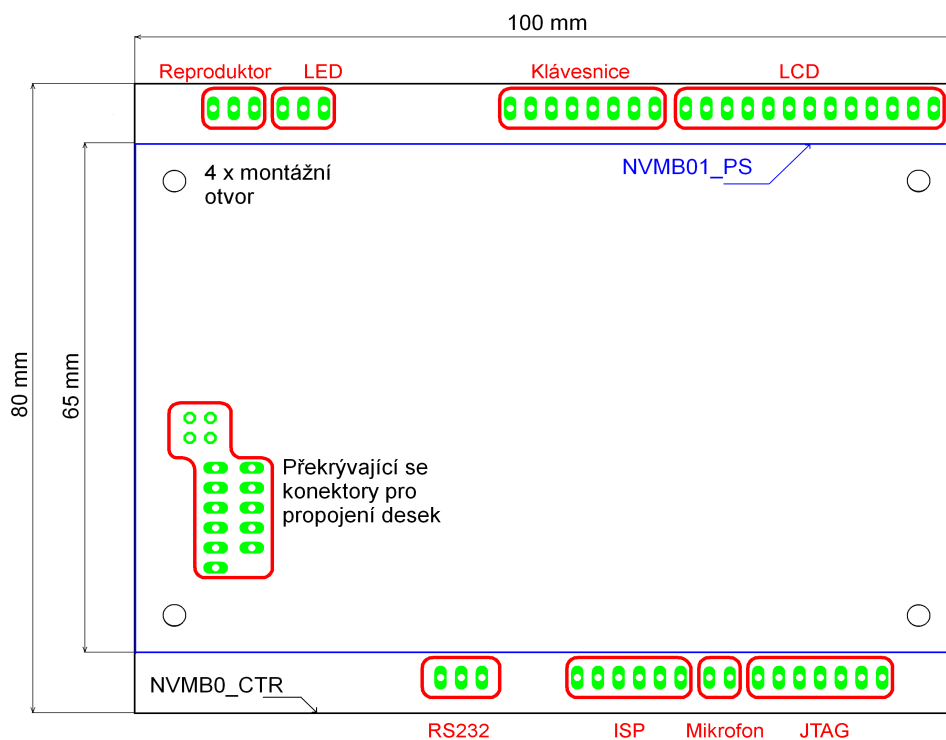 100 mm
Reproduktor
LED
Klávesnice
LCD
4 x montážní
otvor
NVMB01_PS
80 mm
65 mm
Překrývající se
konektory pro
propojení desek
NVMB0_CTR
RS232
ISP
Mikrofon
JTAG